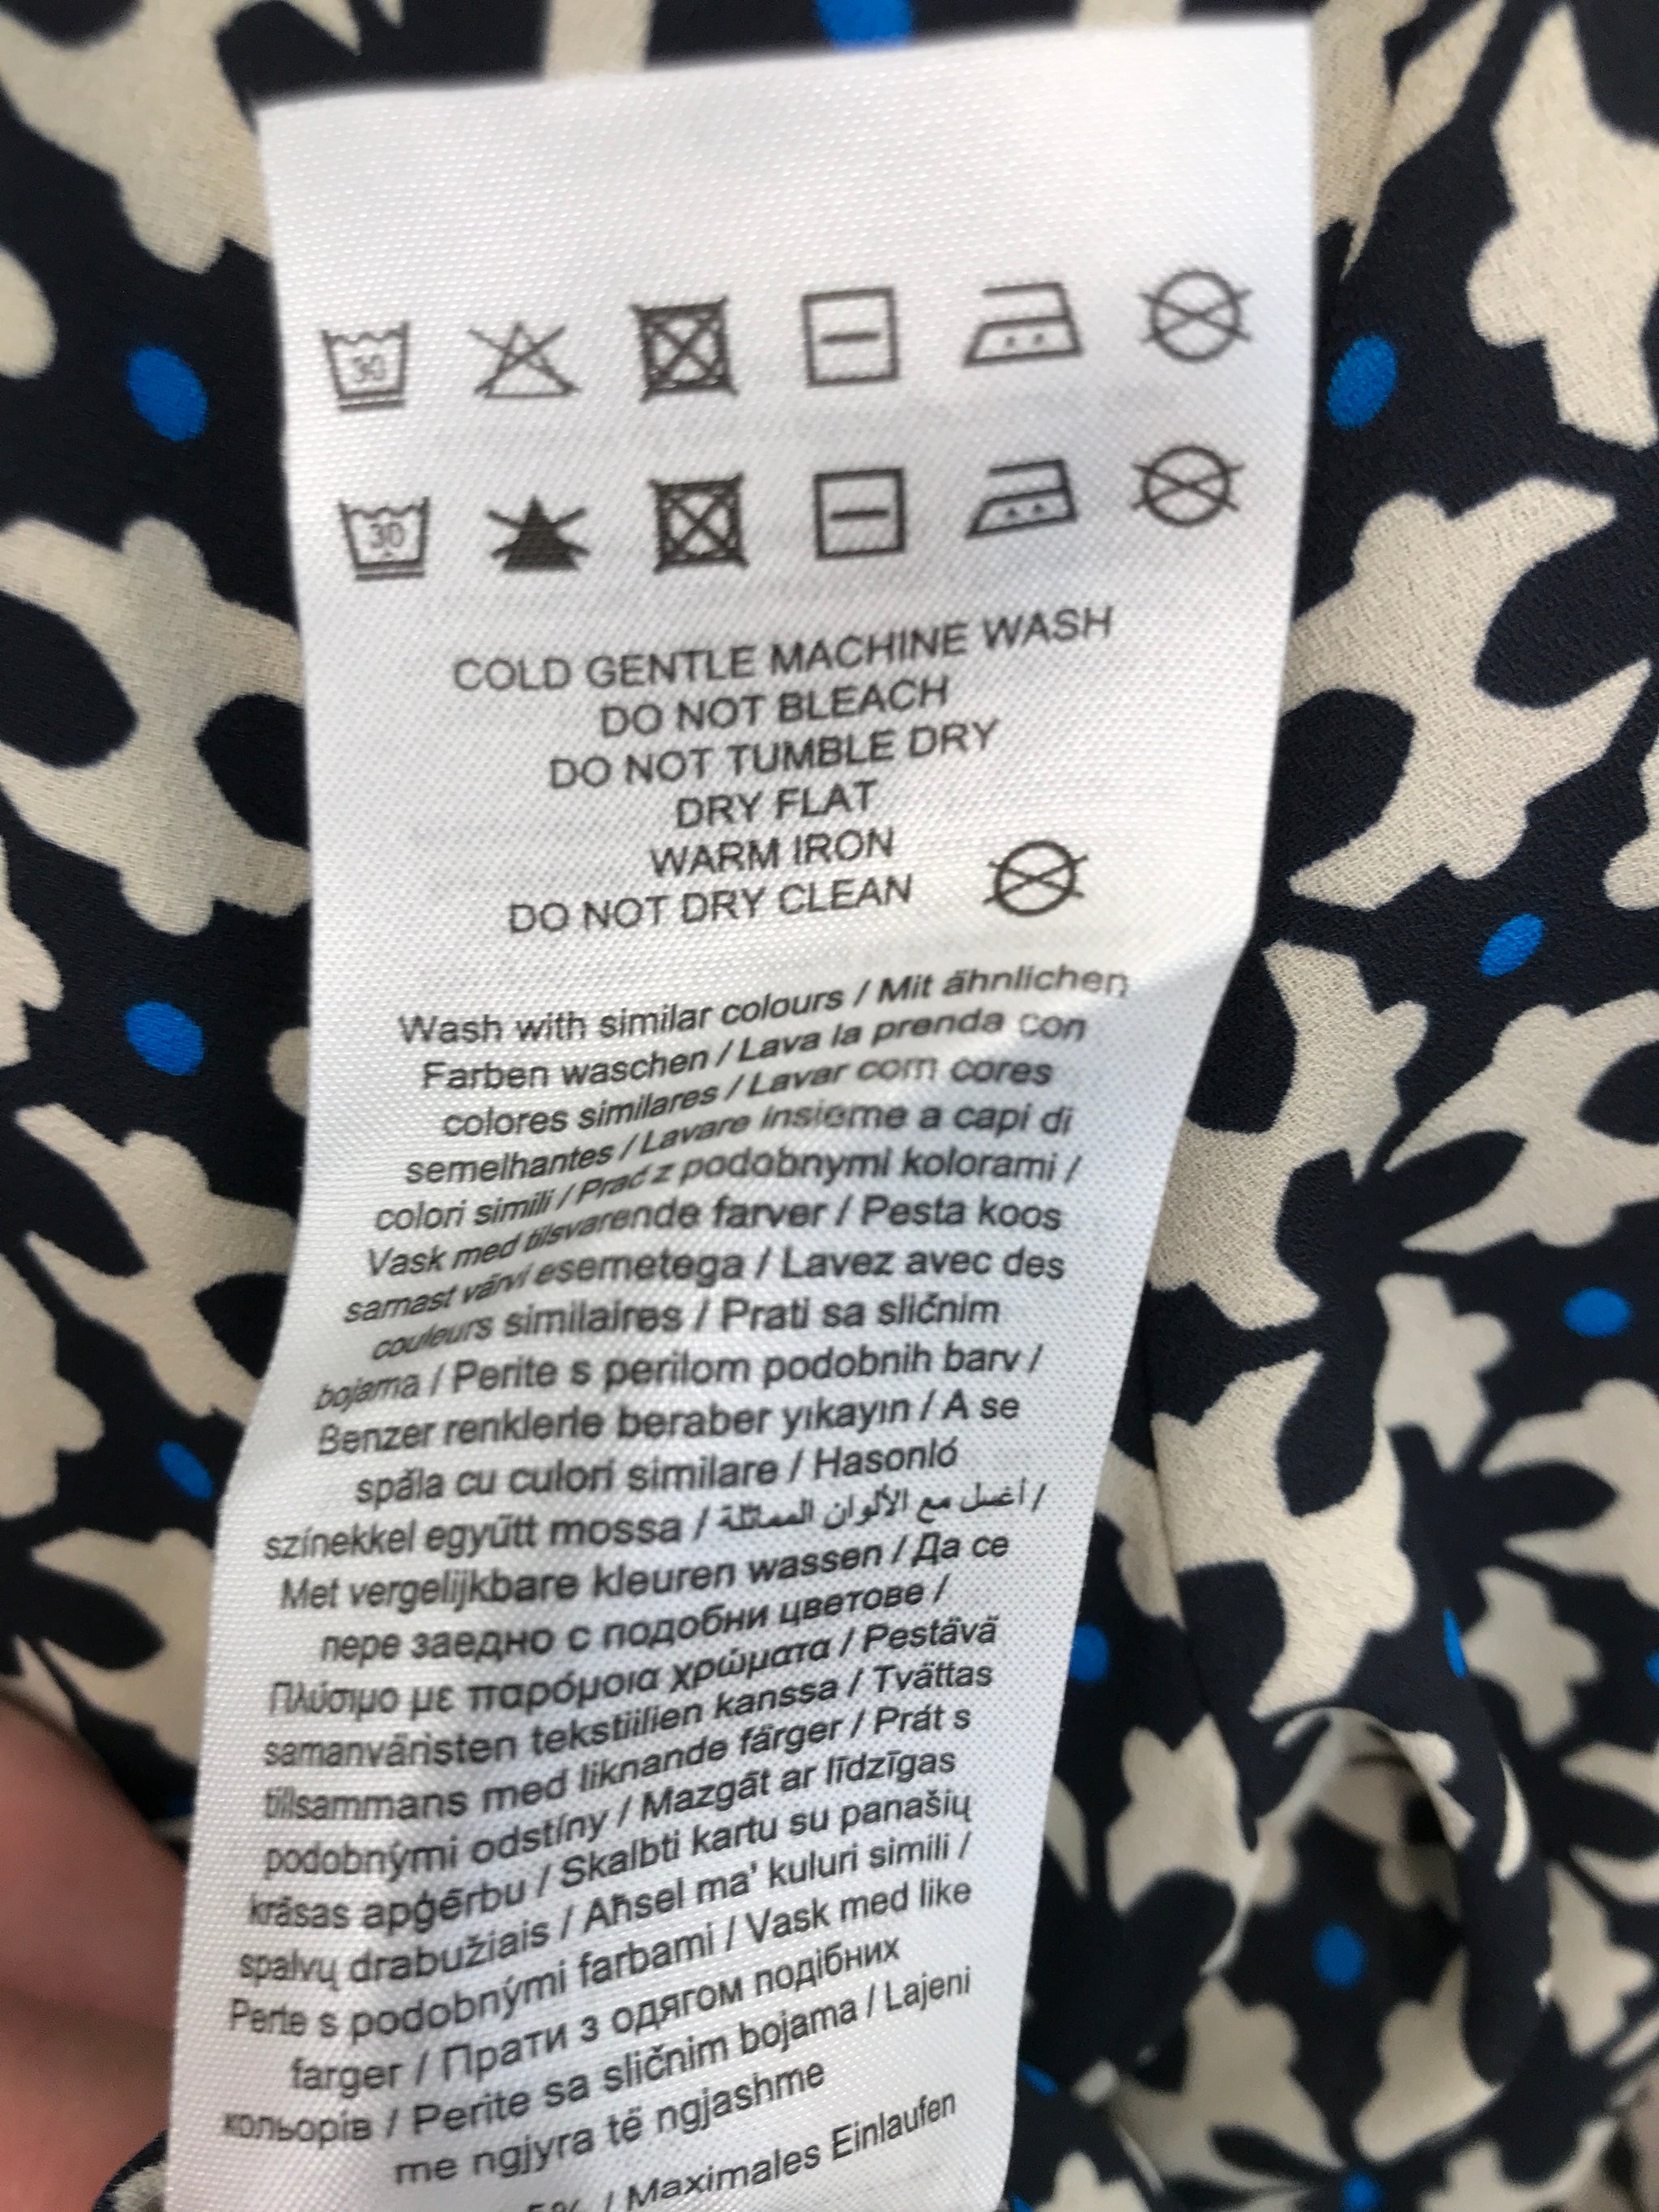 30
30
COLD GENTLE MACHINE WASH
DO NOT BLEACH
DO NOT TUMBLE DRY
DRY FLAT
WARM IRON
DO NOT DRY CLEAN
Wash with similar colours / Mit ähnlichen
Farben waschen / Lava la prenda con
colores similares / Lavar com cores
semelhantes / Lavare insieme a capi di
colori simili / Prać z podobnymi kolorami /
Vask med tilsvarende farver / Pesta koos
samast värvi esemetega / Lavez avec des
couleurs similaires / Prati sa sličnim
bojama / Perite s perilom podobnih barv /
Benzer renklerle beraber yıkayın / A se
spăla cu culori similare / Hasonló
színekkel együtt mossa / أغسل مع الألوان المماثلة /
Met vergelijkbare kleuren wassen / Да се
пере заедно с подобни цветове /
Πλύσιμο με παρόμοια χρώματα / Pestävä
samanväristen tekstiilien kanssa / Tvättas
tillsammans med liknande färger / Prát s
podobnými odstíny / Mazgāt ar līdzīgas
krāsas apģērbu / Skalbti kartu su panašių
spalvų drabužiais / Aħsel ma' kuluri simili /
Perte s podobnými farbami / Vask med like
farger / Прати з одягом подібних
кольорів / Perite sa sličnim bojama / Lajeni
me ngjyra të ngjashme
5% / Maximales Einlaufen